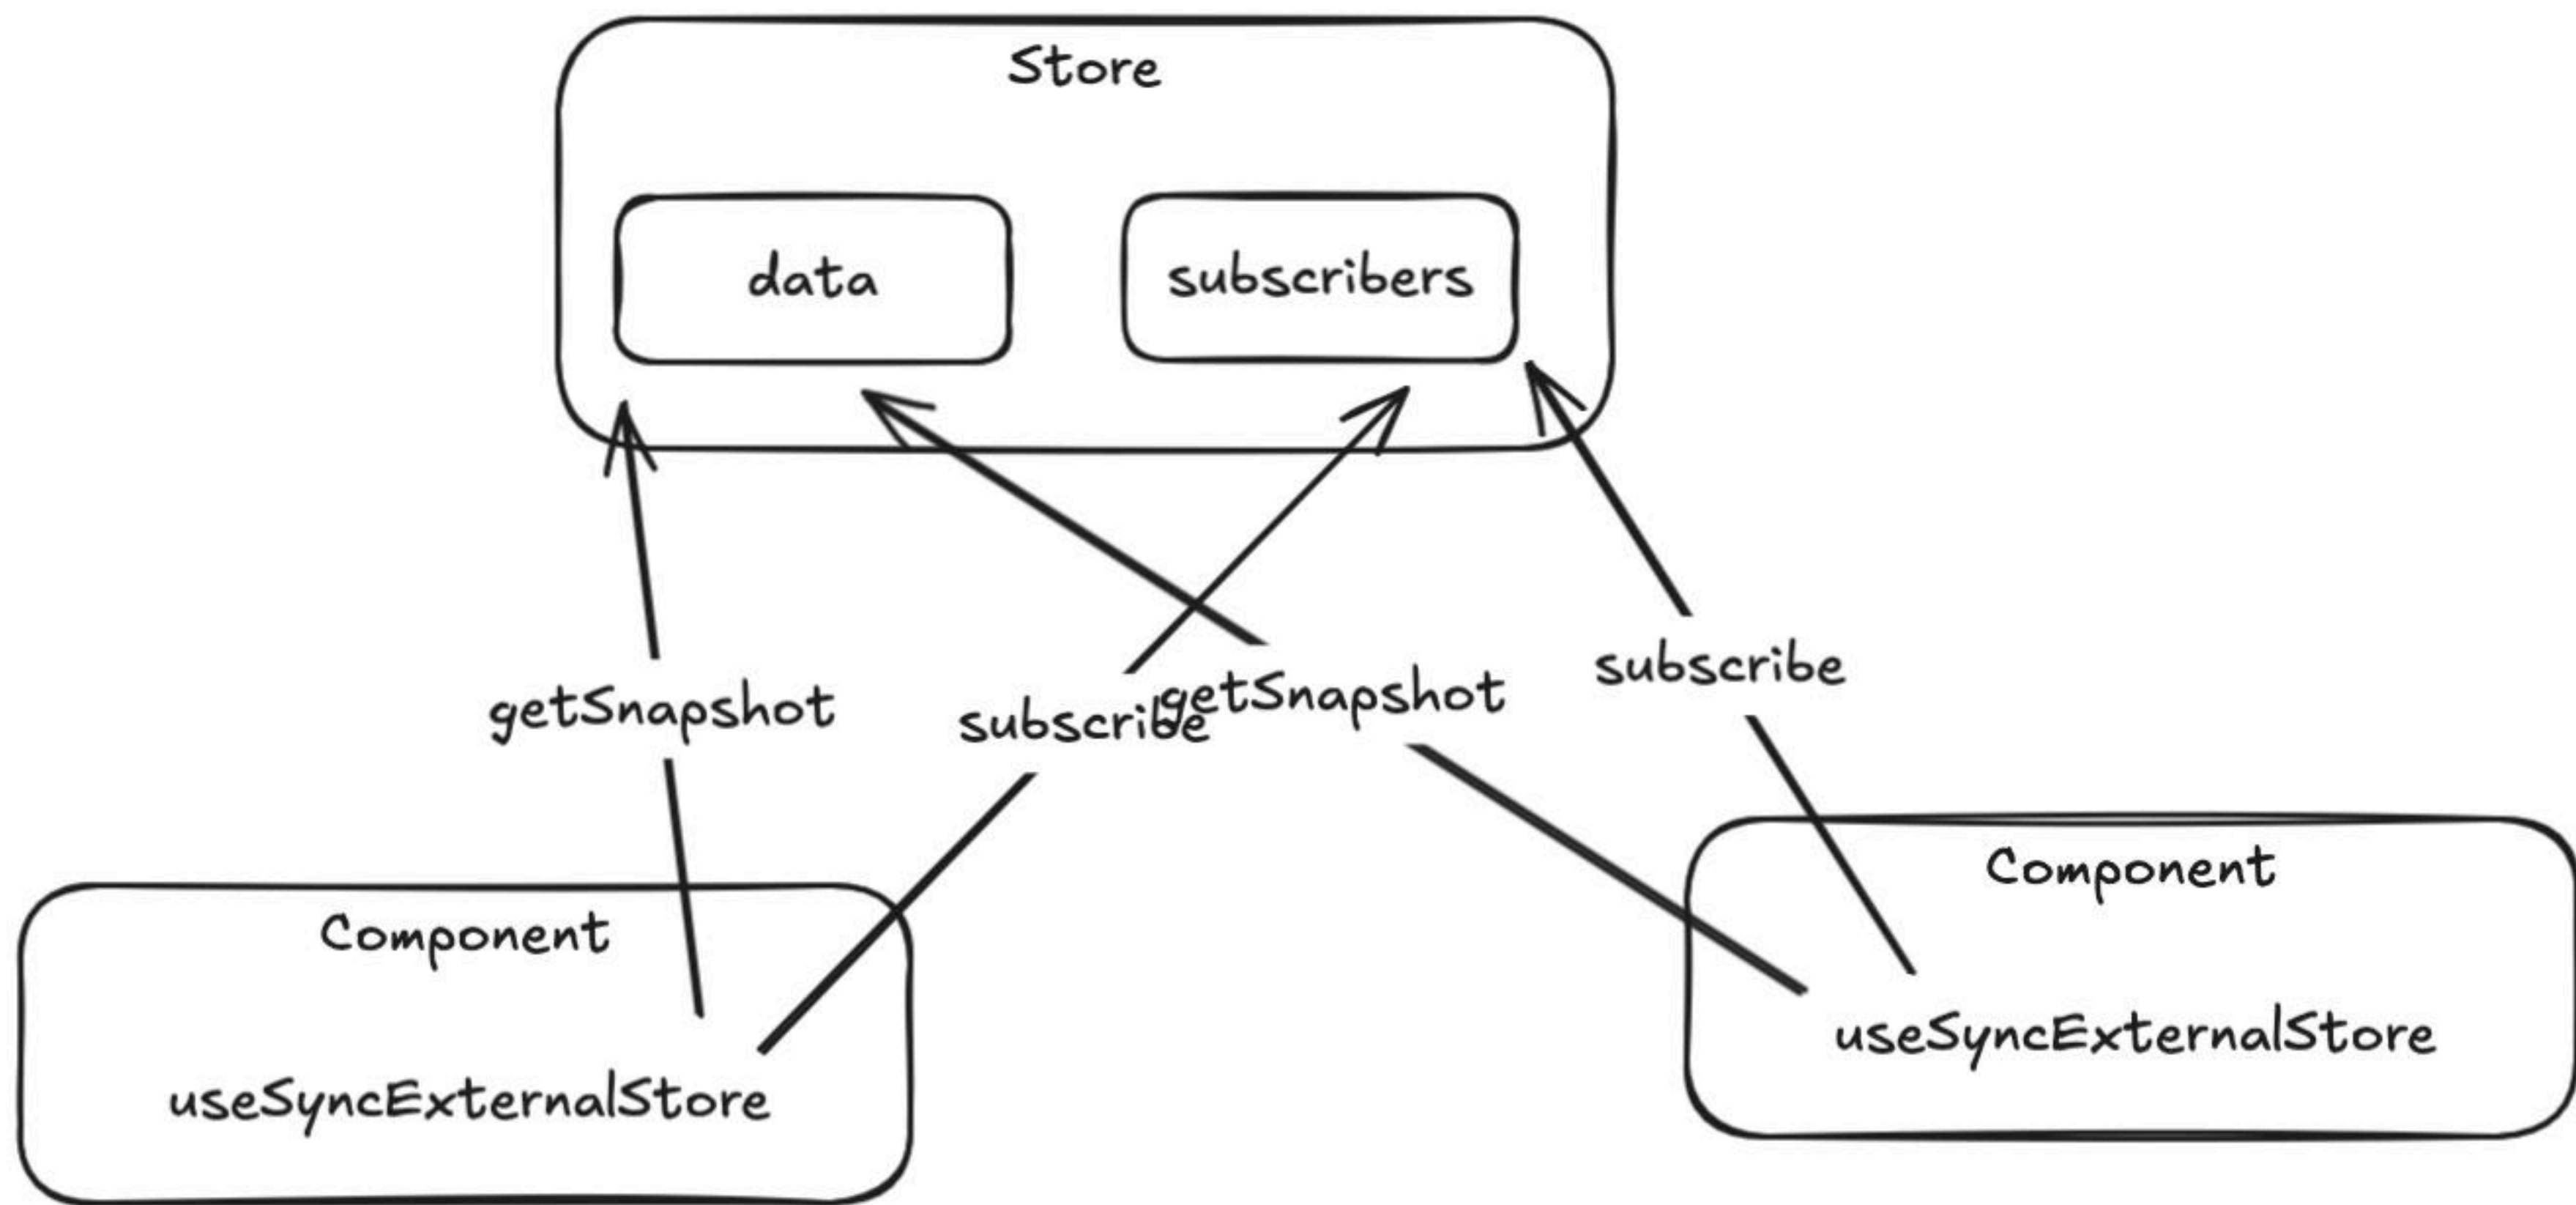 Store
data
subscribers
getSnapshot
subscribe
getSnapshot
subscribe
Component
useSyncExternalStore
Component
useSyncExternalStore